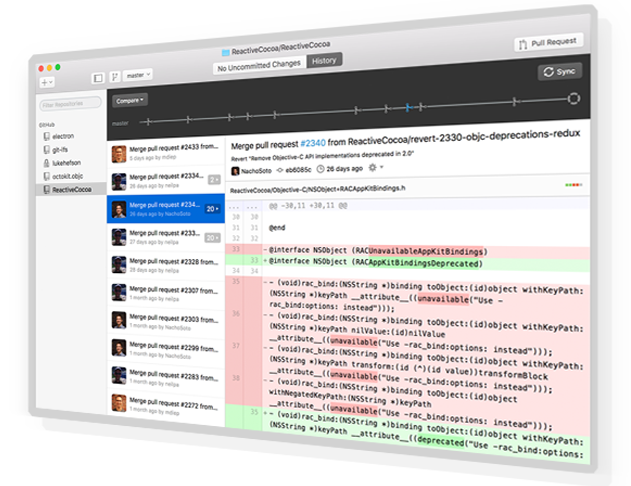 ReactiveCocoa/ReactiveCocoa
No Uncommitted Changes
History
Pull Request
master
Compare
Sync
master
Filter Repositories
GitHub
electron
git-lfs
lukehefson
octokit.objc
ReactiveCocoa
Merge pull request #2433 from…
5 days ago by mdiep
Merge pull request #2334…
26 days ago by neilpa
2
Merge pull request #234…
26 days ago by NachoSoto
20
Merge pull request #233…
27 days ago by neilpa
20
Merge pull request #2328 from…
28 days ago by neilpa
Merge pull request #2307 from…
1 month ago by neilpa
Merge pull request #2303 from…
1 month ago by NachoSoto
Merge pull request #2299 from…
1 month ago by NachoSoto
Merge pull request #2283 from…
1 month ago by neilpa
Merge pull request #2272 from…
1 month ago by mdiep
Merge pull request #2340 from ReactiveCocoa/revert-2330-objc-deprecations-redux
Revert "Remove Objective-C API implementations deprecated in 2.0"
NachoSoto eb6085c 26 days ago
ReactiveCocoa/Objective-C/NSObject+RACAppKitBindings.h
... ... @@ -30,11 +30,11 @@
30 30
31 31 @end
32 32
33 -@interface NSObject (RACUnavailableAppKitBindings)
33 +@interface NSObject (RACAppKitBindingsDeprecated)
34 34
35 -- (void)rac_bind:(NSString *)binding toObject:(id)object withKeyPath:
(NSString *)keyPath __attribute__((unavailable("Use -
rac_bind:options: instead")));
36 -- (void)rac_bind:(NSString *)binding toObject:(id)object withKeyPath:
(NSString *)keyPath nilValue:(id)nilValue
__attribute__((unavailable("Use -rac_bind:options: instead")));
37 -- (void)rac_bind:(NSString *)binding toObject:(id)object withKeyPath:
(NSString *)keyPath transform:(id (^)(id value))transformBlock
__attribute__((unavailable("Use -rac_bind:options: instead")));
38 -- (void)rac_bind:(NSString *)binding toObject:(id)object
withNegatedKeyPath:(NSString *)keyPath
__attribute__((unavailable("Use -rac_bind:options: instead")));
35 +- (void)rac_bind:(NSString *)binding toObject:(id)object withKeyPath:
(NSString *)keyPath __attribute__((deprecated("Use -rac_bind:options: